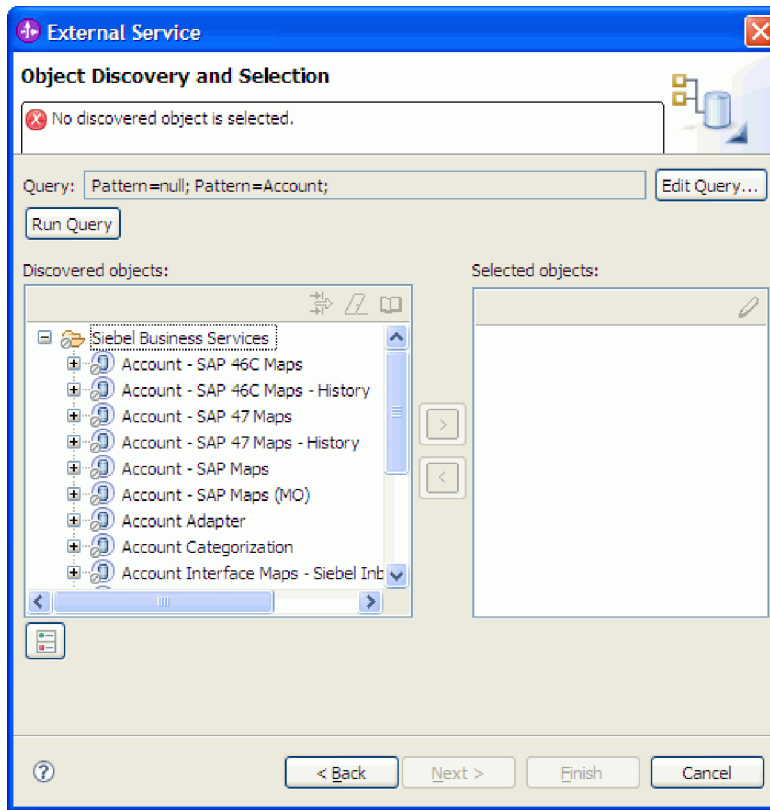 External Service
Object Discovery and Selection
No discovered object is selected.
Query: Pattern=null; Pattern=Account; Edit Query...
Run Query
Discovered objects: Selected objects:
Siebel Business Services
Account - SAP 46C Maps
Account - SAP 46C Maps - History
Account - SAP 47 Maps
Account - SAP 47 Maps - History
Account - SAP Maps
Account - SAP Maps (MO)
Account Adapter
Account Categorization
Account Interface Maps - Siebel Inb
< Back Next > Finish Cancel